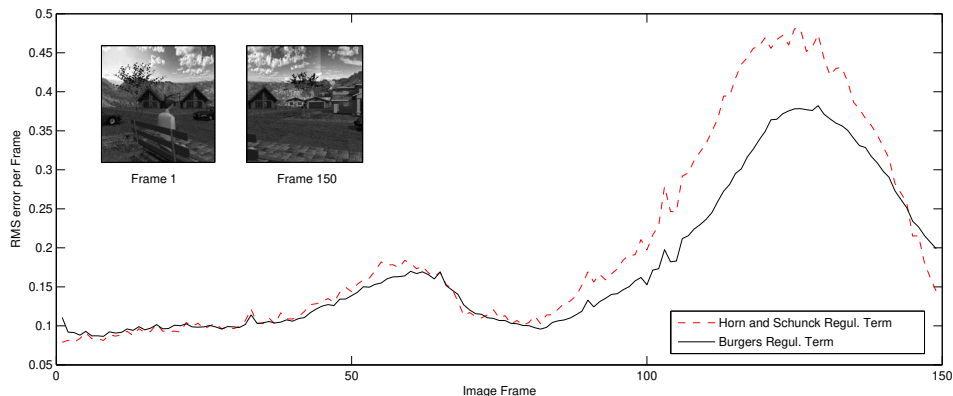 0.5
0.45
0.4
0.35
0.3
0.25
0.2
0.15
0.1
0.05
RMS error per Frame
Frame 1
Frame 150
Horn and Schunck Regul. Term
Burgers Regul. Term
0
50
100
150
Image Frame